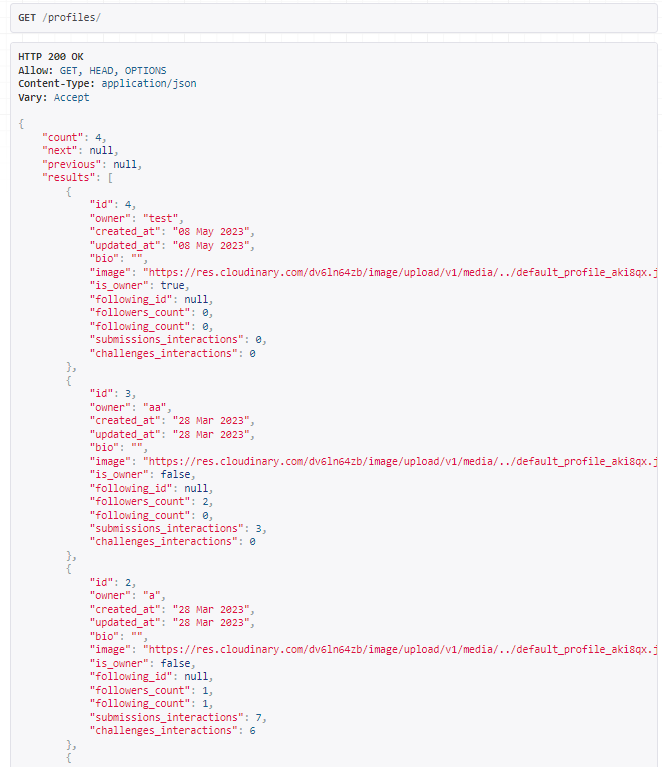 GET /profiles/
HTTP 200 OK
Allow: GET, HEAD, OPTIONS
Content-Type: application/json
Vary: Accept
{
"count": 4,
"next": null,
"previous": null,
"results": [
{
"id": 4,
"owner": "test",
"created_at": "08 May 2023",
"updated_at": "08 May 2023",
"bio": "",
"image": "https://res.cloudinary.com/dv6ln64zb/image/upload/v1/media/../default_profile_aki8qx.j
"is_owner": true,
"following_id": null,
"followers_count": 0,
"following_count": 0,
"submissions_interactions": 0,
"challenges_interactions": 0
},
{
"id": 3,
"owner": "aa",
"created_at": "28 Mar 2023",
"updated_at": "28 Mar 2023",
"bio": "",
"image": "https://res.cloudinary.com/dv6ln64zb/image/upload/v1/media/../default_profile_aki8qx.j
"is_owner": false,
"following_id": null,
"followers_count": 2,
"following_count": 0,
"submissions_interactions": 3,
"challenges_interactions": 0
},
{
"id": 2,
"owner": "a",
"created_at": "28 Mar 2023",
"updated_at": "28 Mar 2023",
"bio": "",
"image": "https://res.cloudinary.com/dv6ln64zb/image/upload/v1/media/../default_profile_aki8qx.j
"is_owner": false,
"following_id": null,
"followers_count": 1,
"following_count": 1,
"submissions_interactions": 7,
"challenges_interactions": 6
},
{